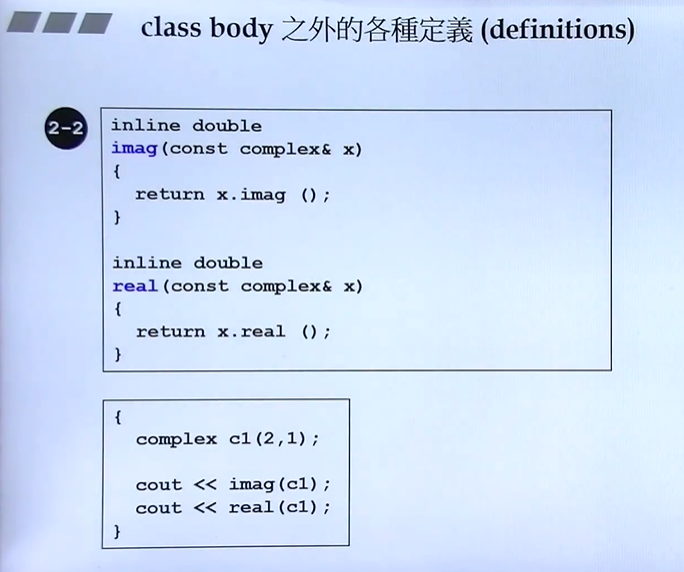 class body 之外的各種定義 (definitions)
2-2
inline double
imag(const complex& x)
{
return x.imag ();
}
inline double
real(const complex& x)
{
return x.real ();
}
{
complex c1(2,1);
cout << imag(c1);
cout << real(c1);
}